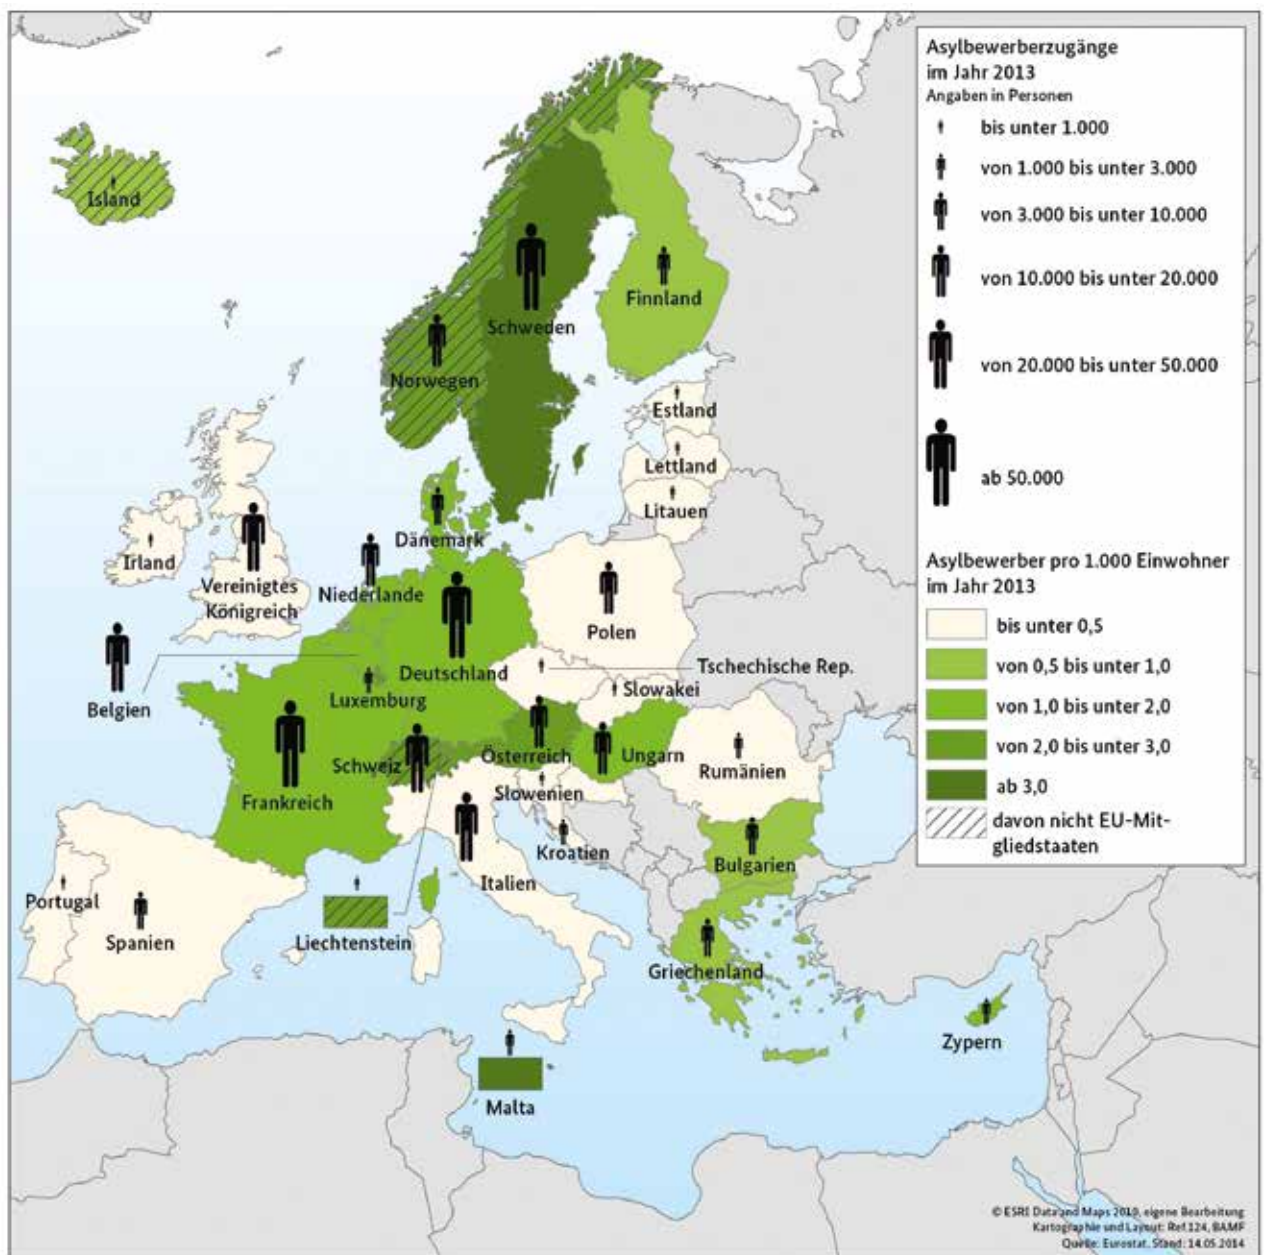 Asylbewerberzugänge
im Jahr 2013
Angaben in Personen
bis unter 1.000
von 1.000 bis unter 3.000
von 3.000 bis unter 10.000
von 10.000 bis unter 20.000
von 20.000 bis unter 50.000
ab 50.000
Asylbewerber pro 1.000 Einwohner
im Jahr 2013
bis unter 0,5
von 0,5 bis unter 1,0
von 1,0 bis unter 2,0
von 2,0 bis unter 3,0
ab 3,0
davon nicht EU-Mit-
gliedstaaten
Island
Finnland
Schweden
Norwegen
Estland
Lettland
Litauen
Dänemark
Irland
Vereinigtes
Königreich
Niederlande
Polen
Deutschland
Tschechische Rep.
Slowakei
Luxemburg
Belgien
Österreich
Ungarn
Schweiz
Rumänien
Slowenien
Frankreich
Kroatien
Bulgarien
Italien
Portugal
Spanien
Liechtenstein
Griechenland
Zypern
Malta
© ESRI Data and Maps 2010, eigene Bearbeitung
Kartographie und Layout: Ref.124, BAMF
Quelle: Eurostat, Stand: 14.05.2014